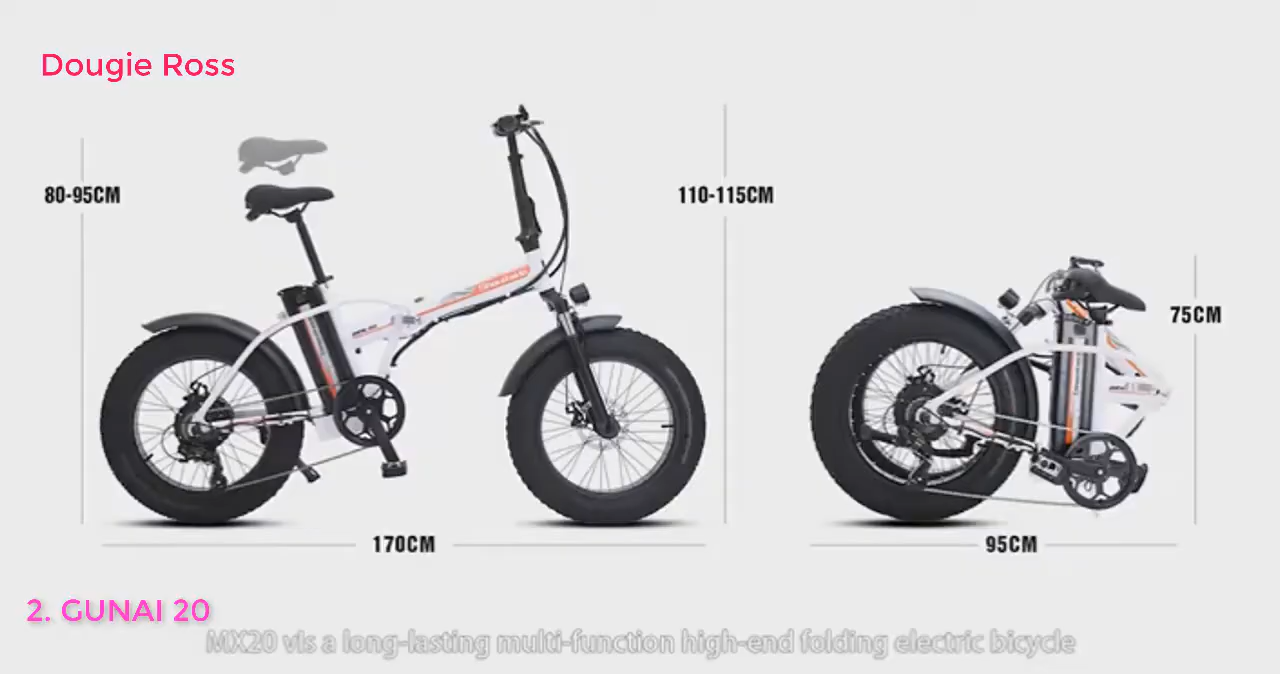 Dougie Ross
80-95CM
110-115CM
75CM
170CM
95CM
2. GUNAI 20
MX20 vls a long-lasting multi-function high-end folding electric bicycle